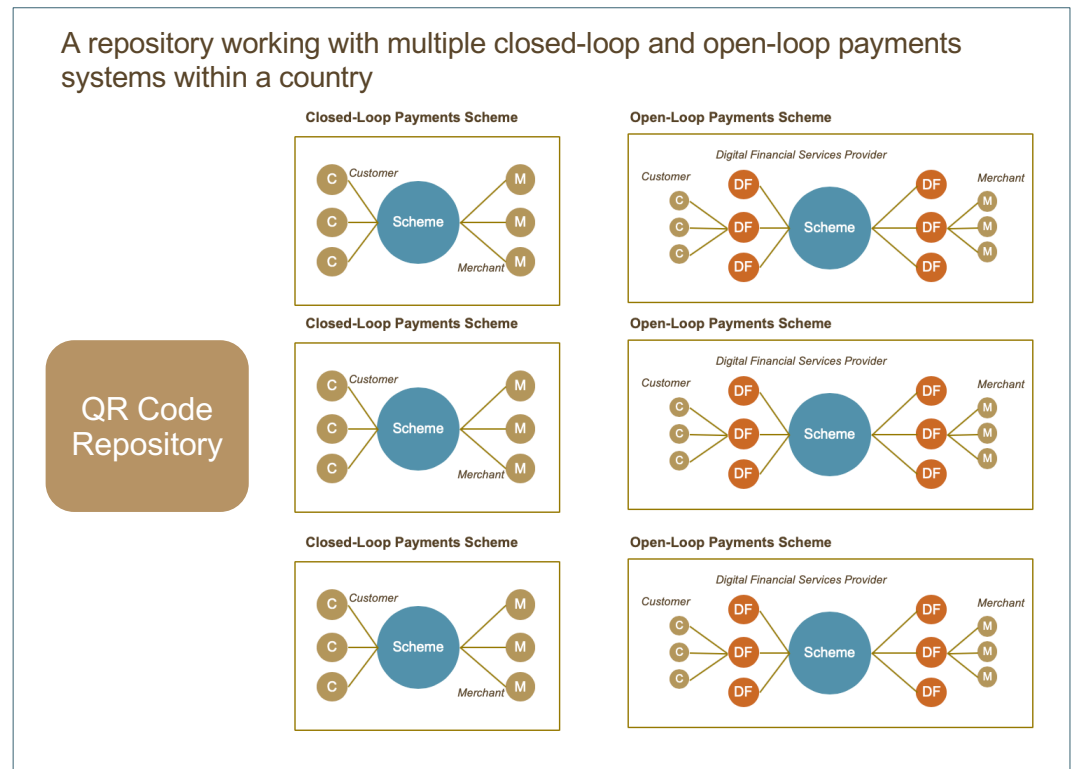 A repository working with multiple closed-loop and open-loop payments
systems within a country
Closed-Loop Payments Scheme
Customer
C
C
C
Scheme
M
M
M
Merchant
Open-Loop Payments Scheme
Digital Financial Services Provider
Customer
Merchant
C
C
C
DF
DF
DF
Scheme
DF
DF
DF
M
M
M
QR Code
Repository
Closed-Loop Payments Scheme
Customer
C
C
C
Scheme
M
M
M
Merchant
Open-Loop Payments Scheme
Digital Financial Services Provider
Customer
Merchant
C
C
C
DF
DF
DF
Scheme
DF
DF
DF
M
M
M
Closed-Loop Payments Scheme
Customer
C
C
C
Scheme
M
M
M
Merchant
Open-Loop Payments Scheme
Digital Financial Services Provider
Customer
Merchant
C
C
C
DF
DF
DF
Scheme
DF
DF
DF
M
M
M